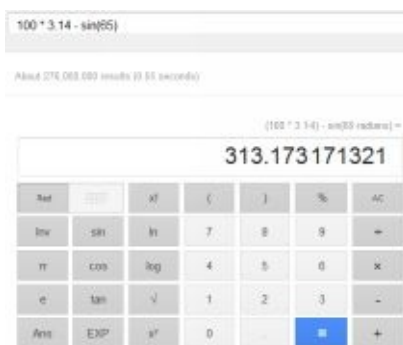 100 * 3.14 - sin(65)
About 276,000,000 results (0.55 seconds)
(100 * 3.14) - sin(65 radians) =
313.173171321
Rad x! ( ) % AC
Inv sin ln 7 8 9 ÷
π cos log 4 5 6 ×
e tan √ 1 2 3 -
Ans EXP xʸ 0 . = +